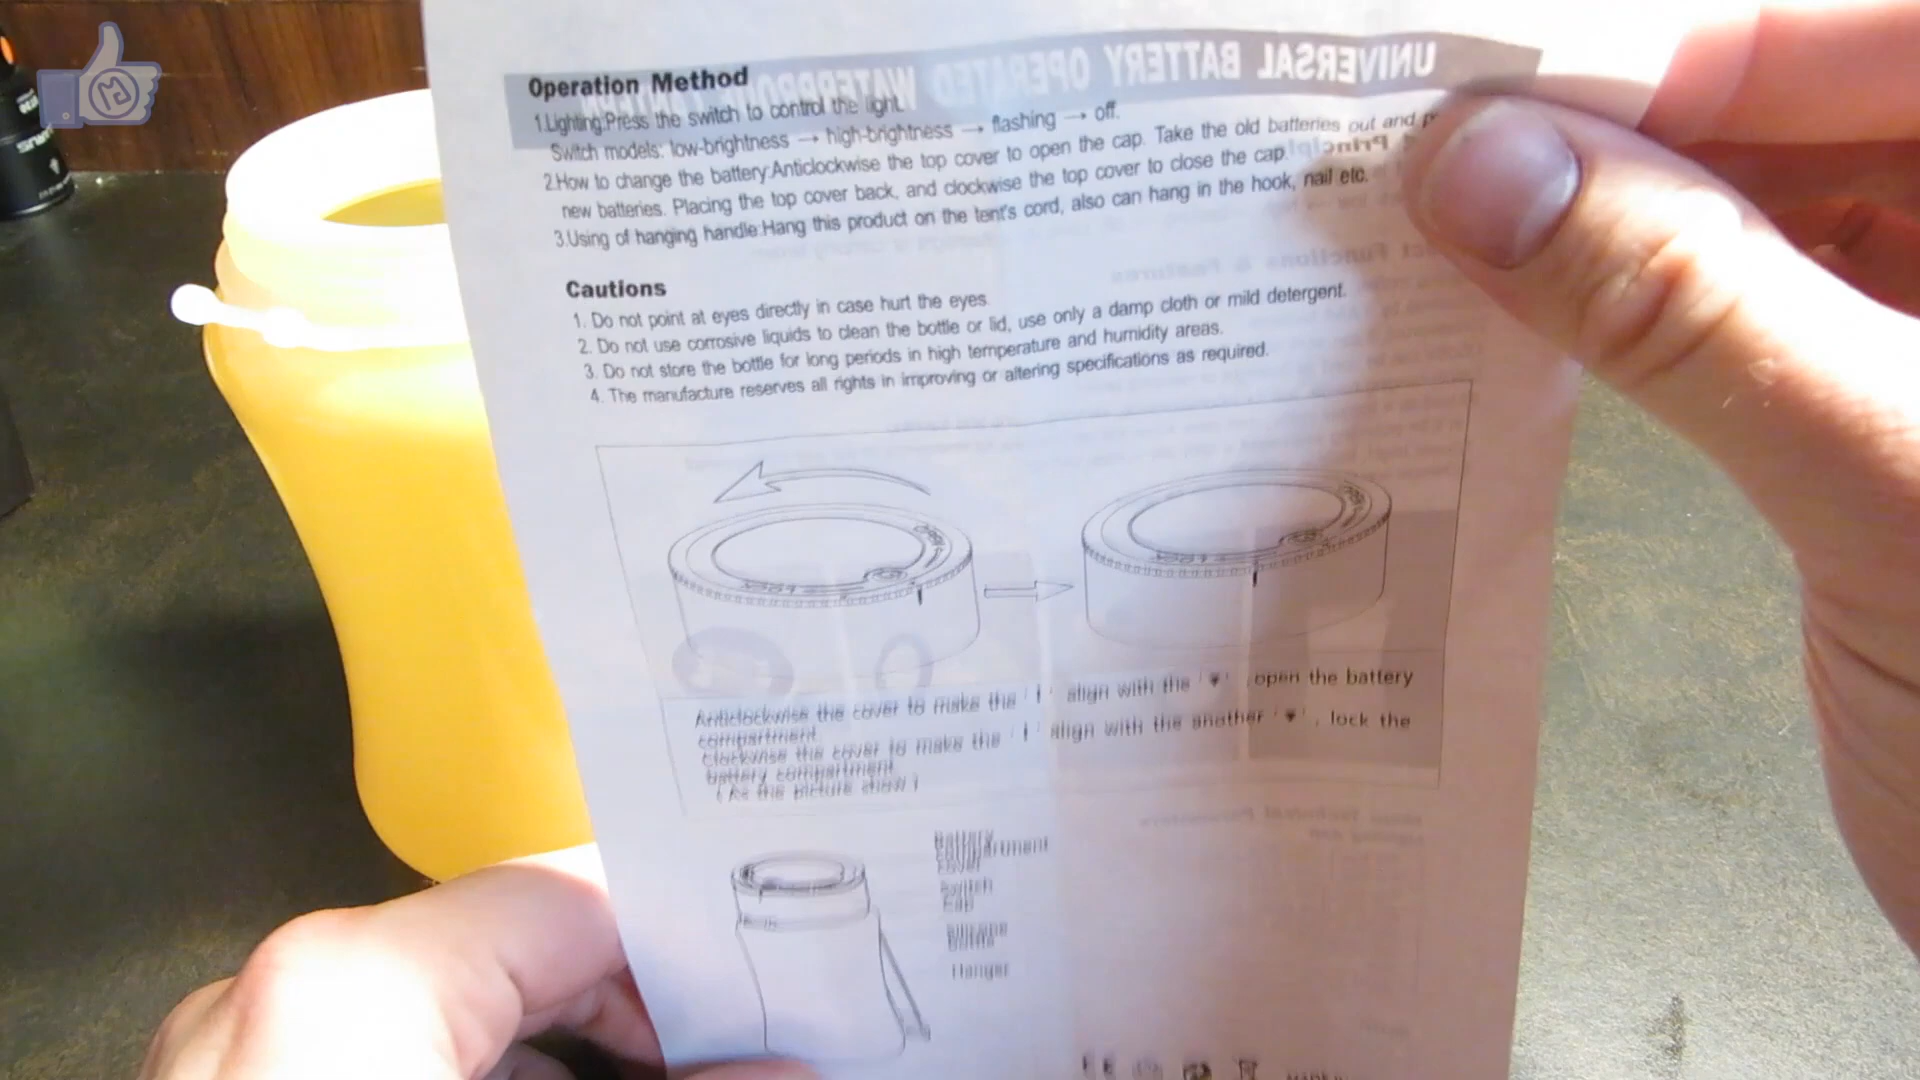 UNIVERSAL BATTERY OPERATED
Operation Method
1.Lighting:Press the switch to control the light.
Switch models: low-brightness → high-brightness → flashing → off.
2.How to change the battery:Anticlockwise the top cover to open the cap. Take the old batteries out and
new batteries. Placing the top cover back, and clockwise the top cover to close the cap.
3.Using of hanging handle:Hang this product on the tent's cord, also can hang in the hook, nail etc.
Cautions
1. Do not point at eyes directly in case hurt the eyes.
2. Do not use corrosive liquids to clean the bottle or lid, use only a damp cloth or mild detergent.
3. Do not store the bottle for long periods in high temperature and humidity areas.
4. The manufacture reserves all rights in improving or altering specifications as required.
Anticlockwise the cover to make the ' | ' align with the ' ▼ ' , open the battery
compartment.
Clockwise the cover to make the ' | ' align with the another ' ▼ ' , lock the
battery compartment.
( As the picture show )
Battery
compartment
cover
Switch
Cap
Silicone
Bottle
Hanger